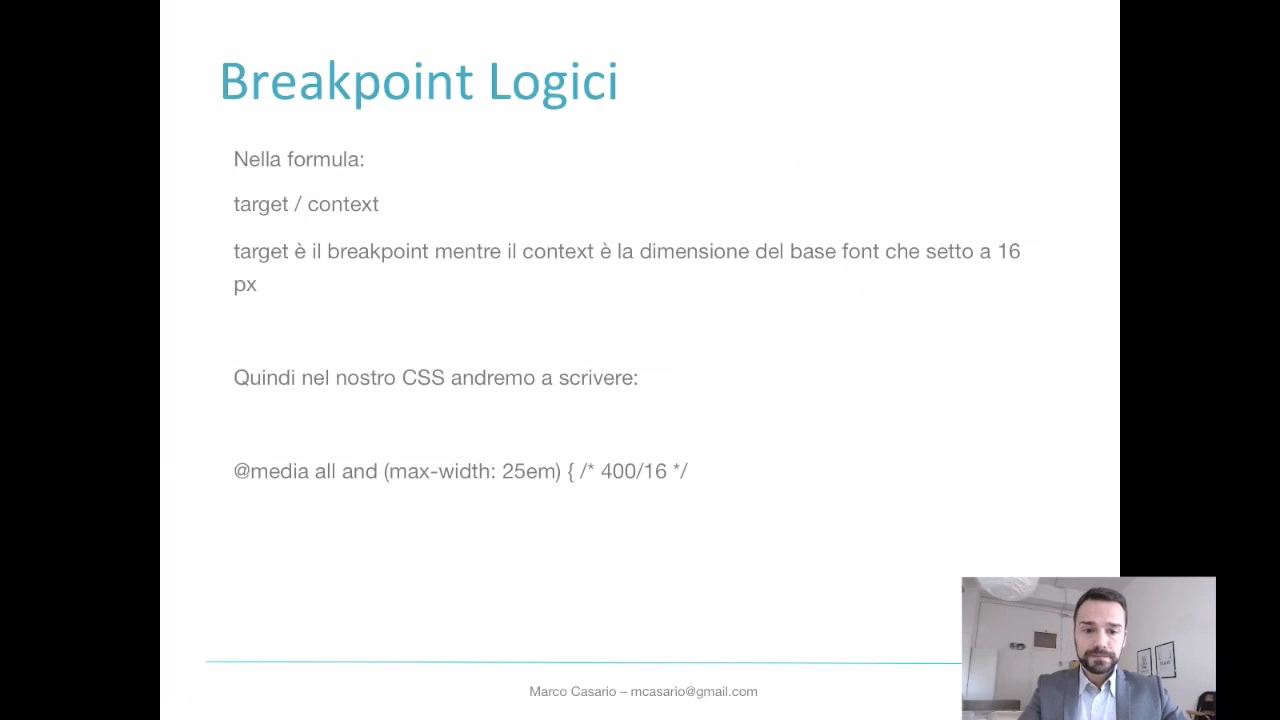 Breakpoint Logici
Nella formula:
target / context
target è il breakpoint mentre il context è la dimensione del base font che setto a 16
px
Quindi nel nostro CSS andremo a scrivere:
@media all and (max-width: 25em) { /* 400/16 */
Marco Casario – mcasario@gmail.com